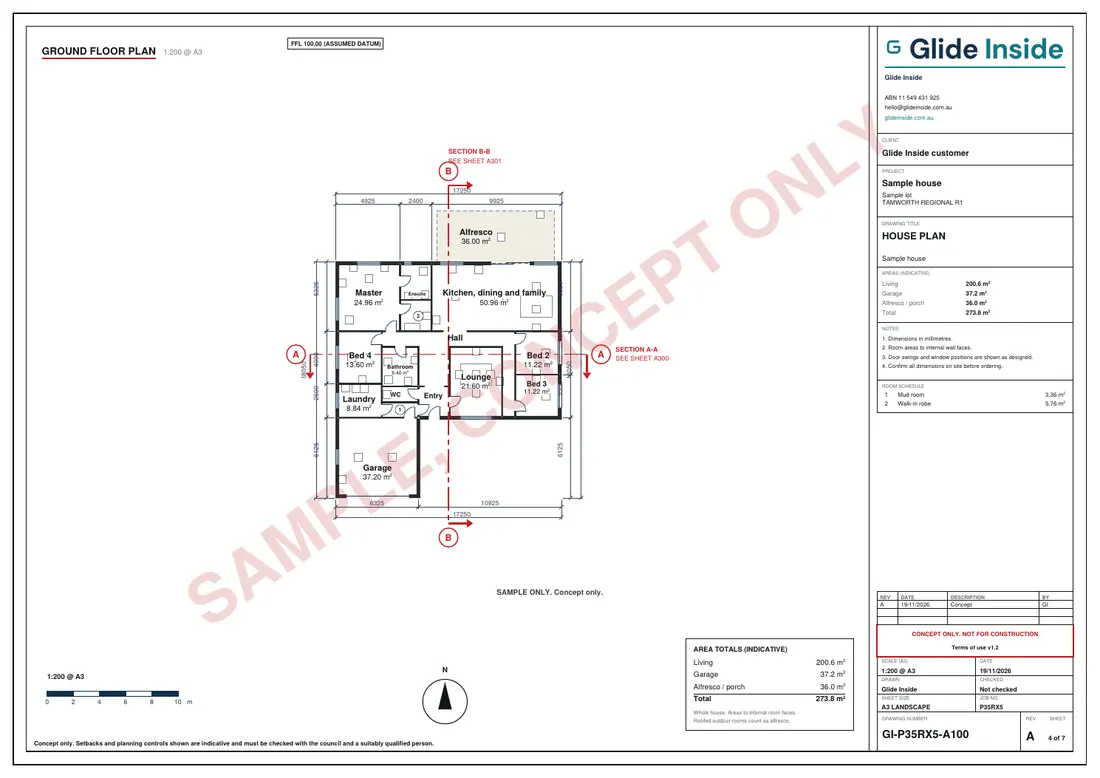 GROUND FLOOR PLAN 1:200 @ A3
FFL 100.00 (ASSUMED DATUM)
SECTION B-B
SEE SHEET A301
B
17250
4925 2400 9925
Alfresco
36.00 m²
Master
24.96 m²
Ensuite
2
Kitchen, dining and family
50.96 m²
Hall
A
Bed 4
13.60 m²
Bathroom
Lounge
21.60 m²
Bed 2
11.22 m²
A
SECTION A-A
SEE SHEET A300
Bed 3
11.22 m²
Laundry
8.84 m²
WC
1
Entry
Garage
37.20 m²
6125
6125
6325 10925
17250
B
SAMPLE, CONCEPT ONLY
SAMPLE ONLY. Concept only.
1:200 @ A3
0 2 4 6 8 10 m
N
AREA TOTALS (INDICATIVE)
Living 200.6 m²
Garage 37.2 m²
Alfresco / porch 36.0 m²
Total 273.8 m²
Whole house. Areas to internal room faces.
Roofed outdoor rooms count as alfresco.
Concept only. Setbacks and planning controls shown are indicative and must be checked with the council and a suitably qualified person.
G Glide Inside
Glide Inside
ABN 11 549 431 925
hello@glideinside.com.au
glideinside.com.au
CLIENT
Glide Inside customer
PROJECT
Sample house
Sample lot
TAMWORTH REGIONAL R1
DRAWING TITLE
HOUSE PLAN
Sample house
AREAS (INDICATIVE)
Living 200.6 m²
Garage 37.2 m²
Alfresco / porch 36.0 m²
Total 273.8 m²
NOTES
1. Dimensions in millimetres.
2. Room areas to internal wall faces.
3. Door swings and window positions are shown as designed.
4. Confirm all dimensions on site before ordering.
ROOM SCHEDULE
1 Mud room 3.36 m²
2 Walk-in robe 5.76 m²
REV DATE DESCRIPTION BY
A 19/11/2026 Concept GI
CONCEPT ONLY. NOT FOR CONSTRUCTION
Terms of use v1.2
SCALE (A3) DATE
1:200 @ A3 19/11/2026
DRAWN CHECKED
Glide Inside Not checked
SHEET SIZE JOB NO.
A3 LANDSCAPE P35RX5
DRAWING NUMBER REV SHEET
GI-P35RX5-A100 A 4 of 7